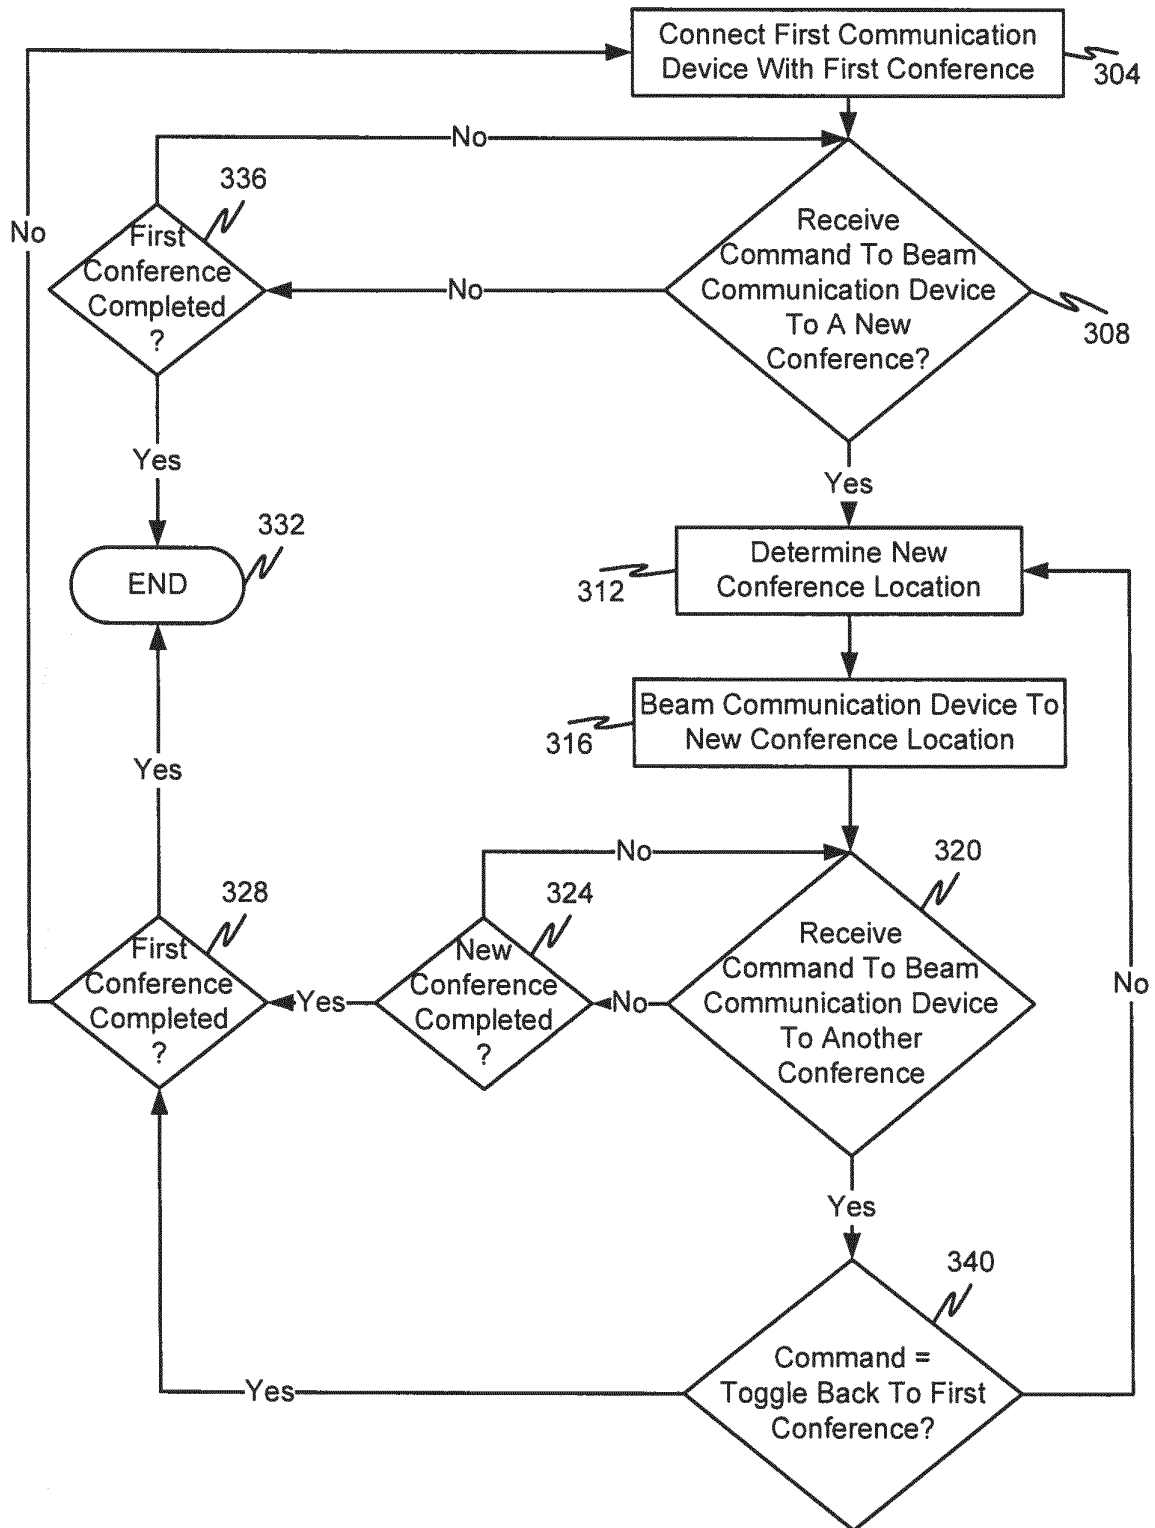 Connect First Communication
Device With First Conference
304
No
336
First
Conference
Completed
?
No
Receive
Command To Beam
Communication Device
To A New
Conference?
308
No
Yes
Yes
332
END
Determine New
Conference Location
312
Beam Communication Device To
New Conference Location
316
Yes
No
320
328
324
First
Conference
Completed
?
Yes
New
Conference
Completed
?
No
Receive
Command To Beam
Communication Device
To Another
Conference
No
Yes
340
Command =
Toggle Back To First
Conference?
Yes